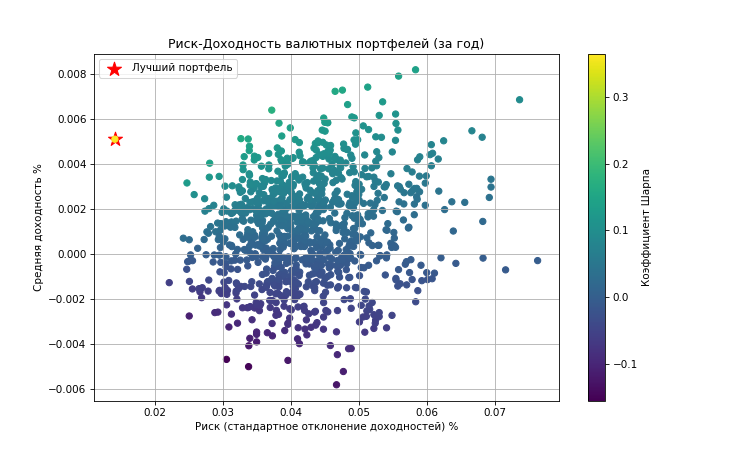 Риск-Доходность валютных портфелей (за год)
Лучший портфель
Средняя доходность %
0.008
0.006
0.004
0.002
0.000
−0.002
−0.004
−0.006
0.02 0.03 0.04 0.05 0.06 0.07
Риск (стандартное отклонение доходностей) %
0.3
0.2
0.1
0.0
−0.1
Коэффициент Шарпа